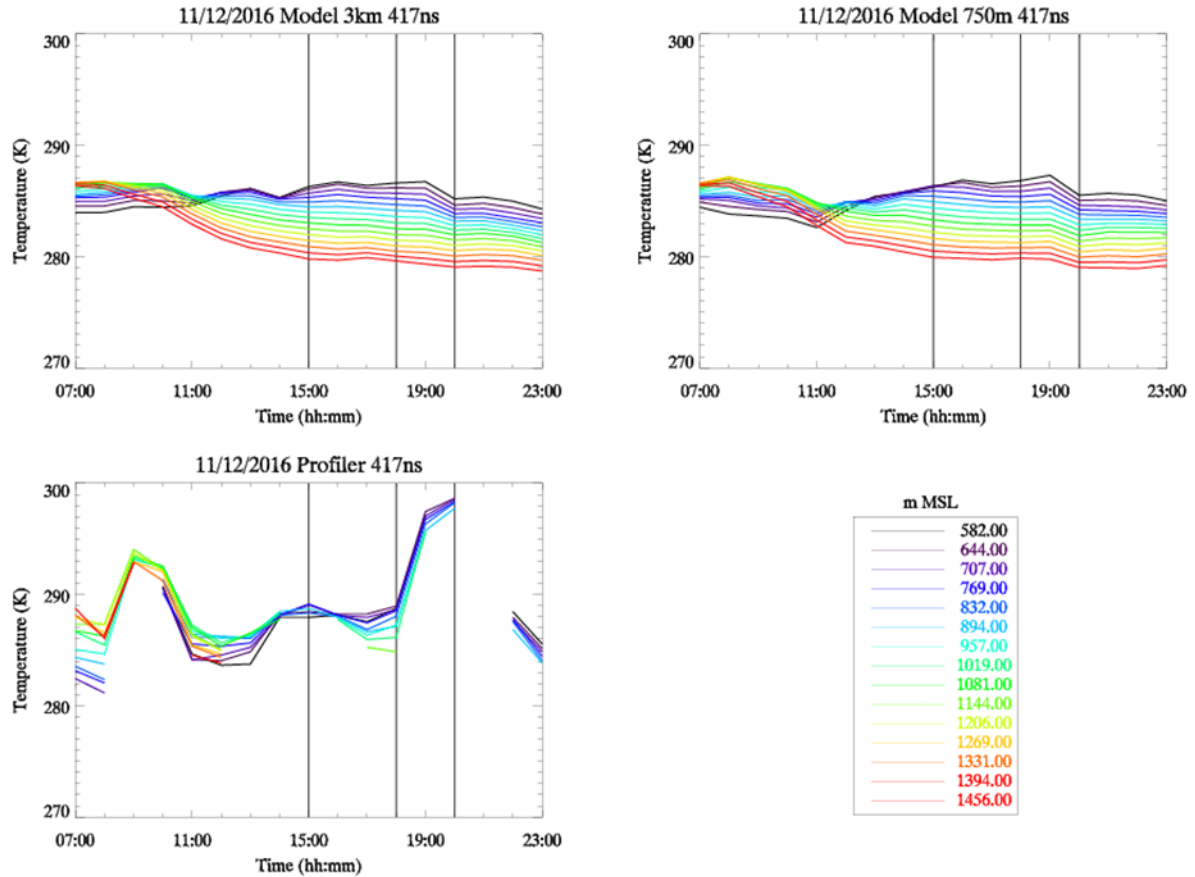 11/12/2016 Model 3km 417ns
300
290
280
270
Temperature (K)
07:00 11:00 15:00 19:00 23:00
Time (hh:mm)
11/12/2016 Model 750m 417ns
300
290
280
270
Temperature (K)
07:00 11:00 15:00 19:00 23:00
Time (hh:mm)
11/12/2016 Profiler 417ns
300
290
280
270
Temperature (K)
07:00 11:00 15:00 19:00 23:00
Time (hh:mm)
m MSL
582.00
644.00
707.00
769.00
832.00
894.00
957.00
1019.00
1081.00
1144.00
1206.00
1269.00
1331.00
1394.00
1456.00